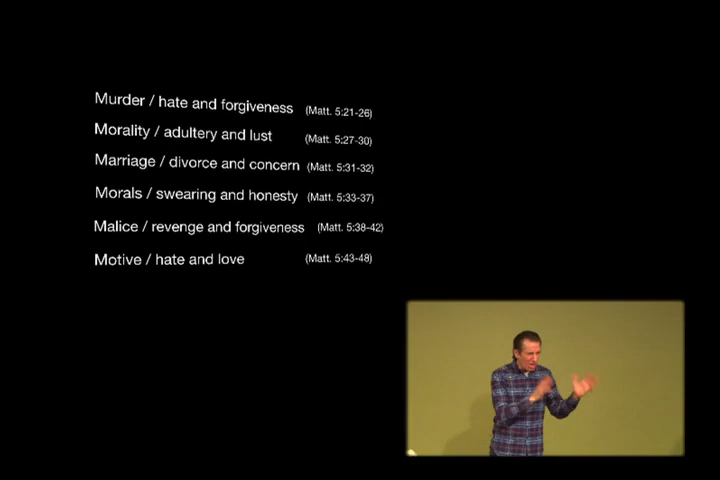 Murder / hate and forgiveness (Matt. 5:21-26)
Morality / adultery and lust (Matt. 5:27-30)
Marriage / divorce and concern (Matt. 5:31-32)
Morals / swearing and honesty (Matt. 5:33-37)
Malice / revenge and forgiveness (Matt. 5:38-42)
Motive / hate and love (Matt. 5:43-48)